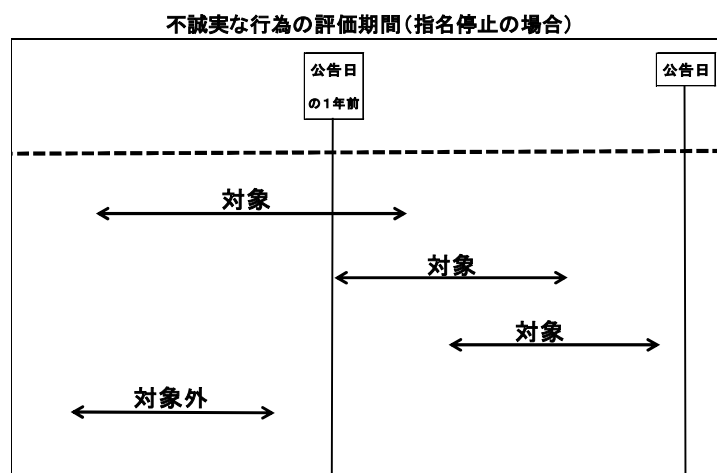 不誠実な行為の評価期間(指名停止の場合)
公告日
の1年前
公告日
対象
対象
対象
対象外